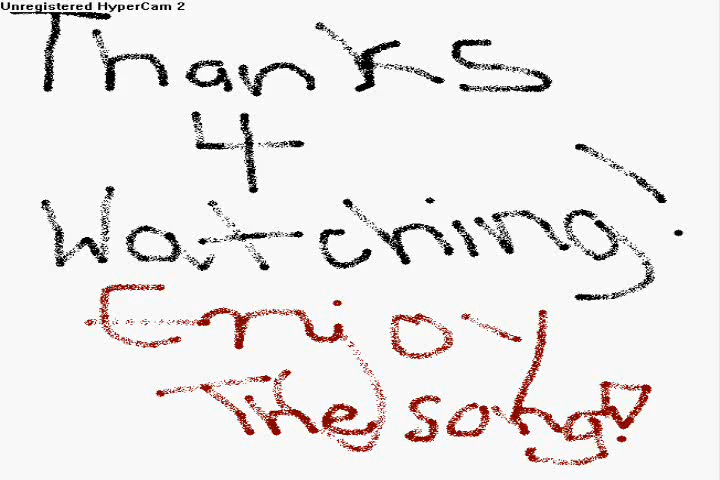 Unregistered HyperCam 2
Thanks
4
Watching!
Enjoy
The song!